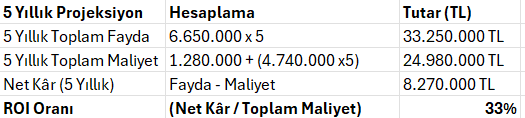 5 Yıllık Projeksiyon Hesaplama Tutar (TL)
5 Yıllık Toplam Fayda 6.650.000 x 5 33.250.000 TL
5 Yıllık Toplam Maliyet 1.280.000 + (4.740.000 x5) 24.980.000 TL
Net Kâr (5 Yıllık) Fayda - Maliyet 8.270.000 TL
ROI Oranı (Net Kâr / Toplam Maliyet) 33%